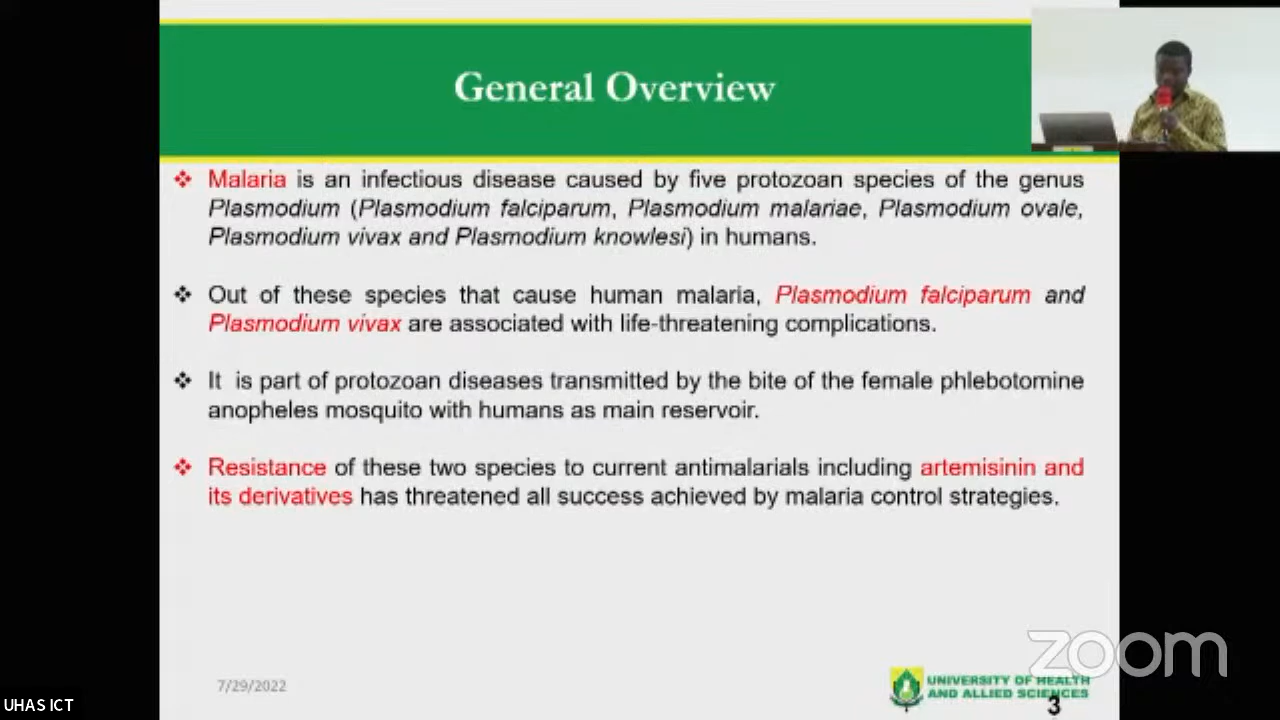 General Overview
❖ Malaria is an infectious disease caused by five protozoan species of the genus
Plasmodium (Plasmodium falciparum, Plasmodium malariae, Plasmodium ovale,
Plasmodium vivax and Plasmodium knowlesi) in humans.
❖ Out of these species that cause human malaria, Plasmodium falciparum and
Plasmodium vivax are associated with life-threatening complications.
❖ It is part of protozoan diseases transmitted by the bite of the female phlebotomine
anopheles mosquito with humans as main reservoir.
❖ Resistance of these two species to current antimalarials including artemisinin and
its derivatives has threatened all success achieved by malaria control strategies.
zoom
7/29/2022
UNIVERSITY OF HEALTH
AND ALLIED SCIENCES
3
UHAS ICT